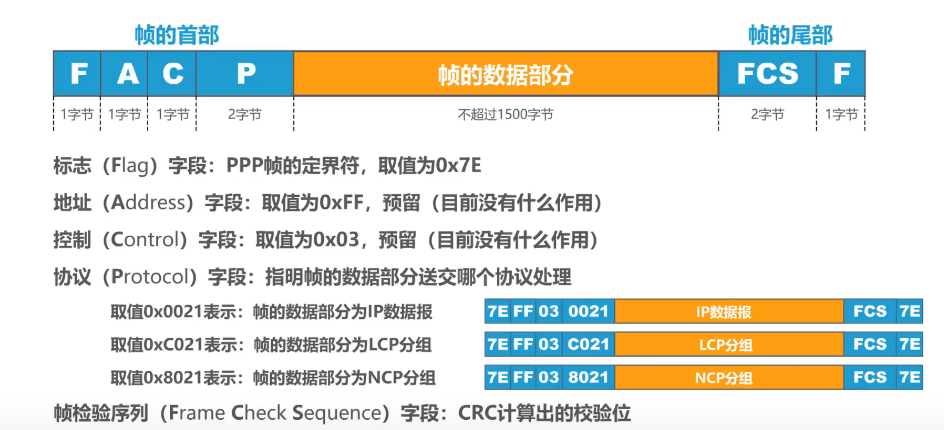 帧的首部 帧的尾部
F A C P 帧的数据部分 FCS F
1字节 1字节 1字节 2字节 不超过1500字节 2字节 1字节
标志（Flag）字段：PPP帧的定界符，取值为0x7E
地址（Address）字段：取值为0xFF，预留（目前没有什么作用）
控制（Control）字段：取值为0x03，预留（目前没有什么作用）
协议（Protocol）字段：指明帧的数据部分送交哪个协议处理
取值0x0021表示：帧的数据部分为IP数据报 7E FF 03 0021 IP数据报 FCS 7E
取值0xC021表示：帧的数据部分为LCP分组 7E FF 03 C021 LCP分组 FCS 7E
取值0x8021表示：帧的数据部分为NCP分组 7E FF 03 8021 NCP分组 FCS 7E
帧检验序列（Frame Check Sequence）字段：CRC计算出的校验位